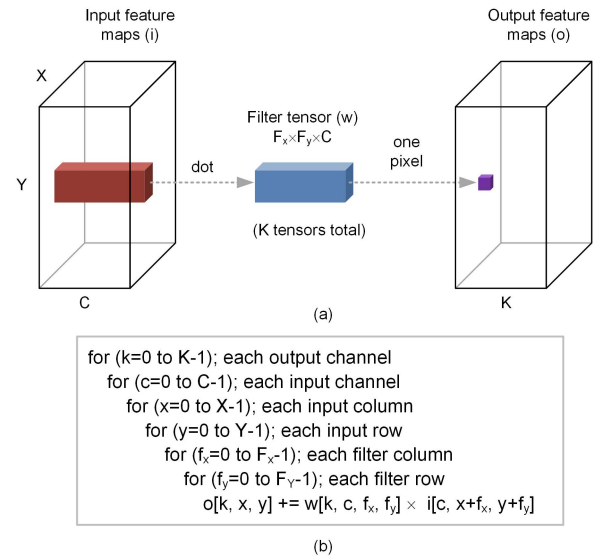 Input feature
maps (i)
Output feature
maps (o)
X
Filter tensor (w)
Fx×Fy×C
one
pixel
dot
Y
(K tensors total)
C
K
(a)
for (k=0 to K-1); each output channel
for (c=0 to C-1); each input channel
for (x=0 to X-1); each input column
for (y=0 to Y-1); each input row
for (fx=0 to Fx-1); each filter column
for (fy=0 to FY-1); each filter row
o[k, x, y] += w[k, c, fx, fy] × i[c, x+fx, y+fy]
(b)